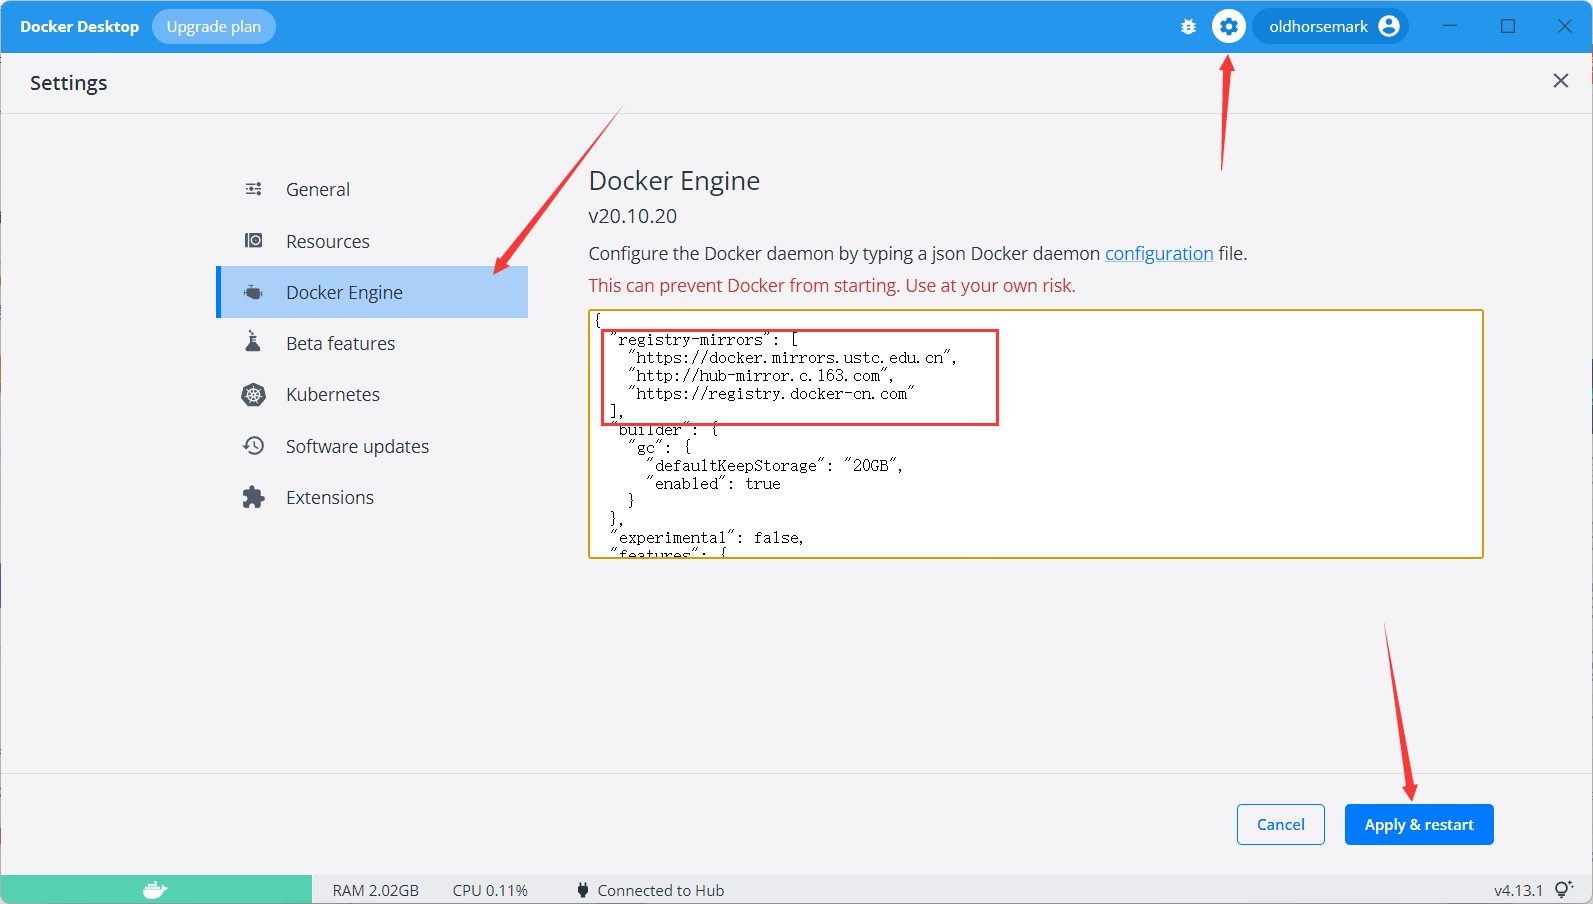 Docker Desktop
Upgrade plan
oldhorsemark
Settings
General
Resources
Docker Engine
Beta features
Kubernetes
Software updates
Extensions
Docker Engine
v20.10.20
Configure the Docker daemon by typing a json Docker daemon configuration file.
This can prevent Docker from starting. Use at your own risk.
{
"registry-mirrors": [
"https://docker.mirrors.ustc.edu.cn",
"http://hub-mirror.c.163.com",
"https://registry.docker-cn.com"
],
"builder": {
"gc": {
"defaultKeepStorage": "20GB",
"enabled": true
}
},
"experimental": false,
"features": {
Cancel
Apply & restart
RAM 2.02GB
CPU 0.11%
Connected to Hub
v4.13.1